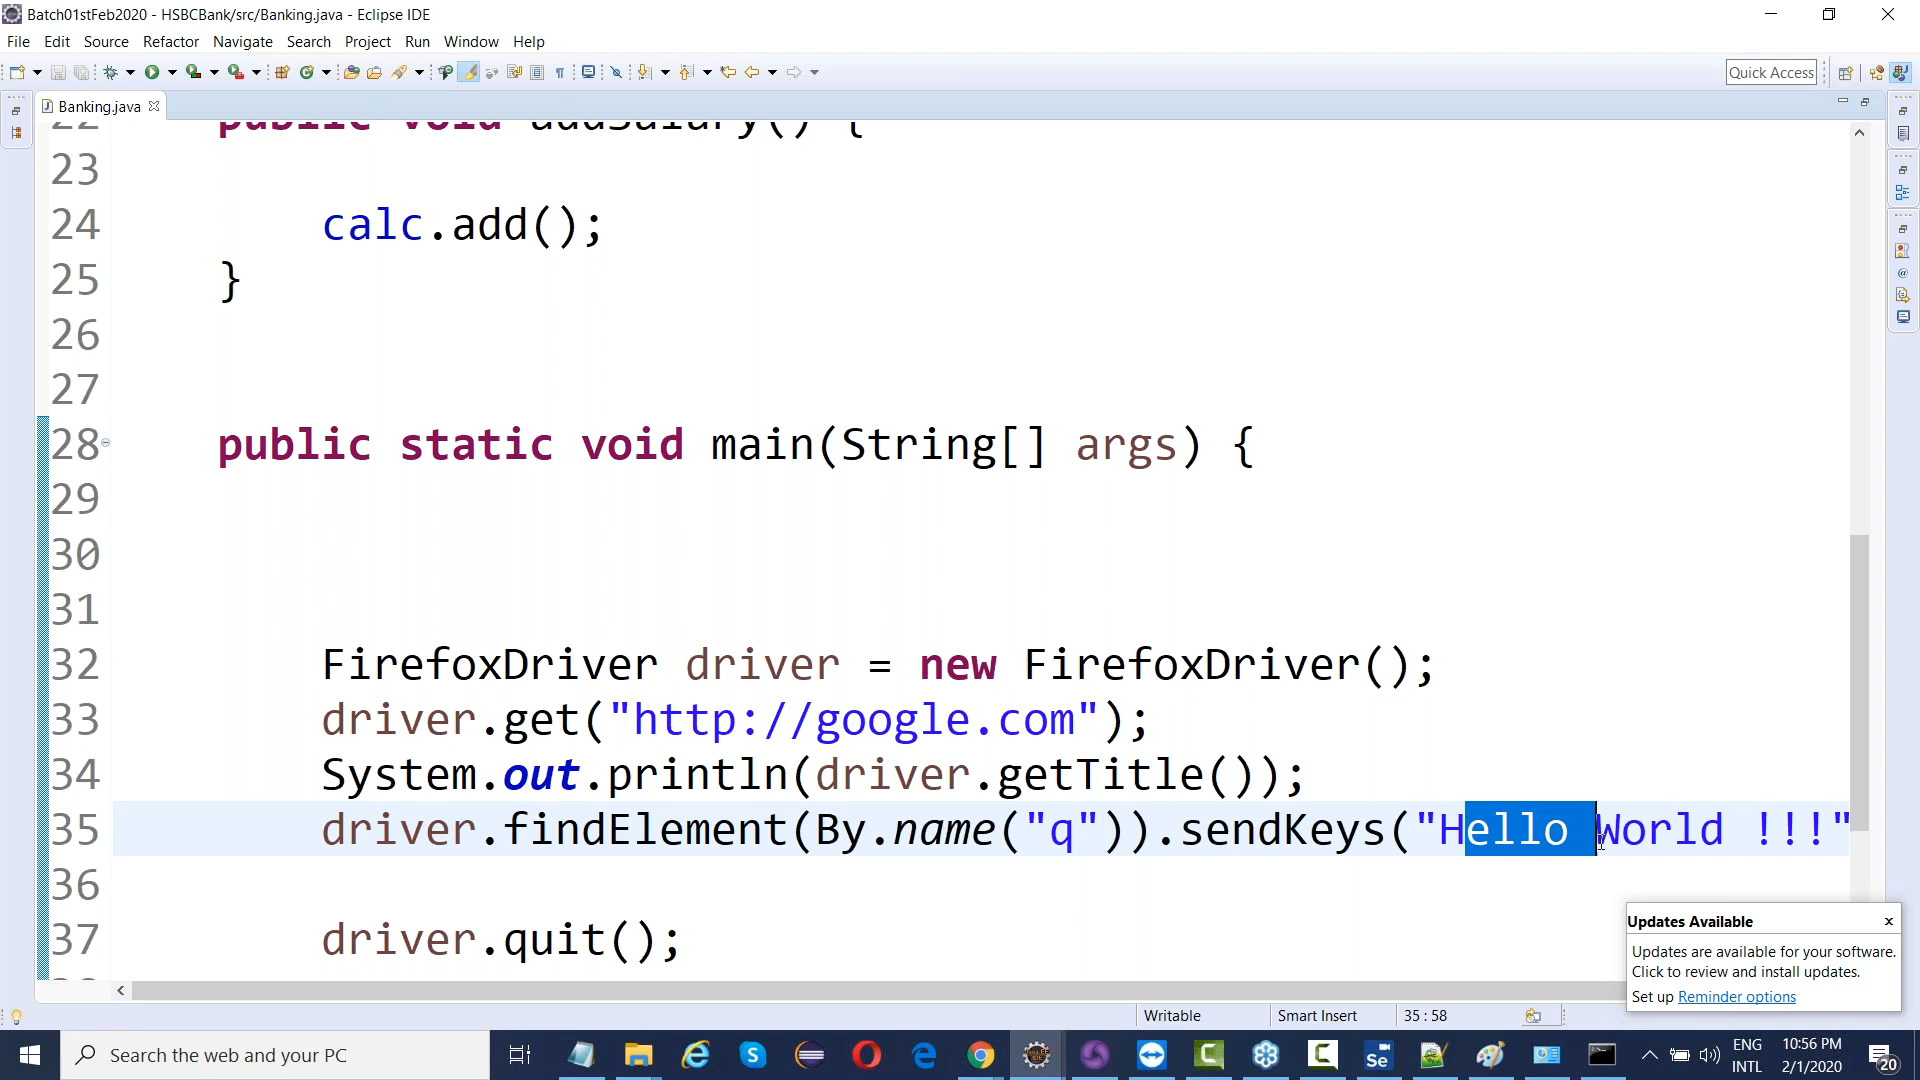 Batch01stFeb2020 - HSBCBank/src/Banking.java - Eclipse IDE
File Edit Source Refactor Navigate Search Project Run Window Help
Quick Access
Banking.java
22 public void addSalary() {
23
24 calc.add();
25 }
26
27
28 public static void main(String[] args) {
29
30
31
32 FirefoxDriver driver = new FirefoxDriver();
33 driver.get("http://google.com");
34 System.out.println(driver.getTitle());
35 driver.findElement(By.name("q")).sendKeys("Hello World !!!"
36
37 driver.quit();
Updates Available
Updates are available for your software.
Click to review and install updates.
Set up Reminder options
Writable Smart Insert 35 : 58
Search the web and your PC
ENG 10:56 PM
INTL 2/1/2020
20